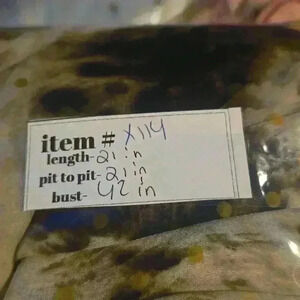 item # X114
length- 21 in
pit to pit- 21 in
bust- 42 in